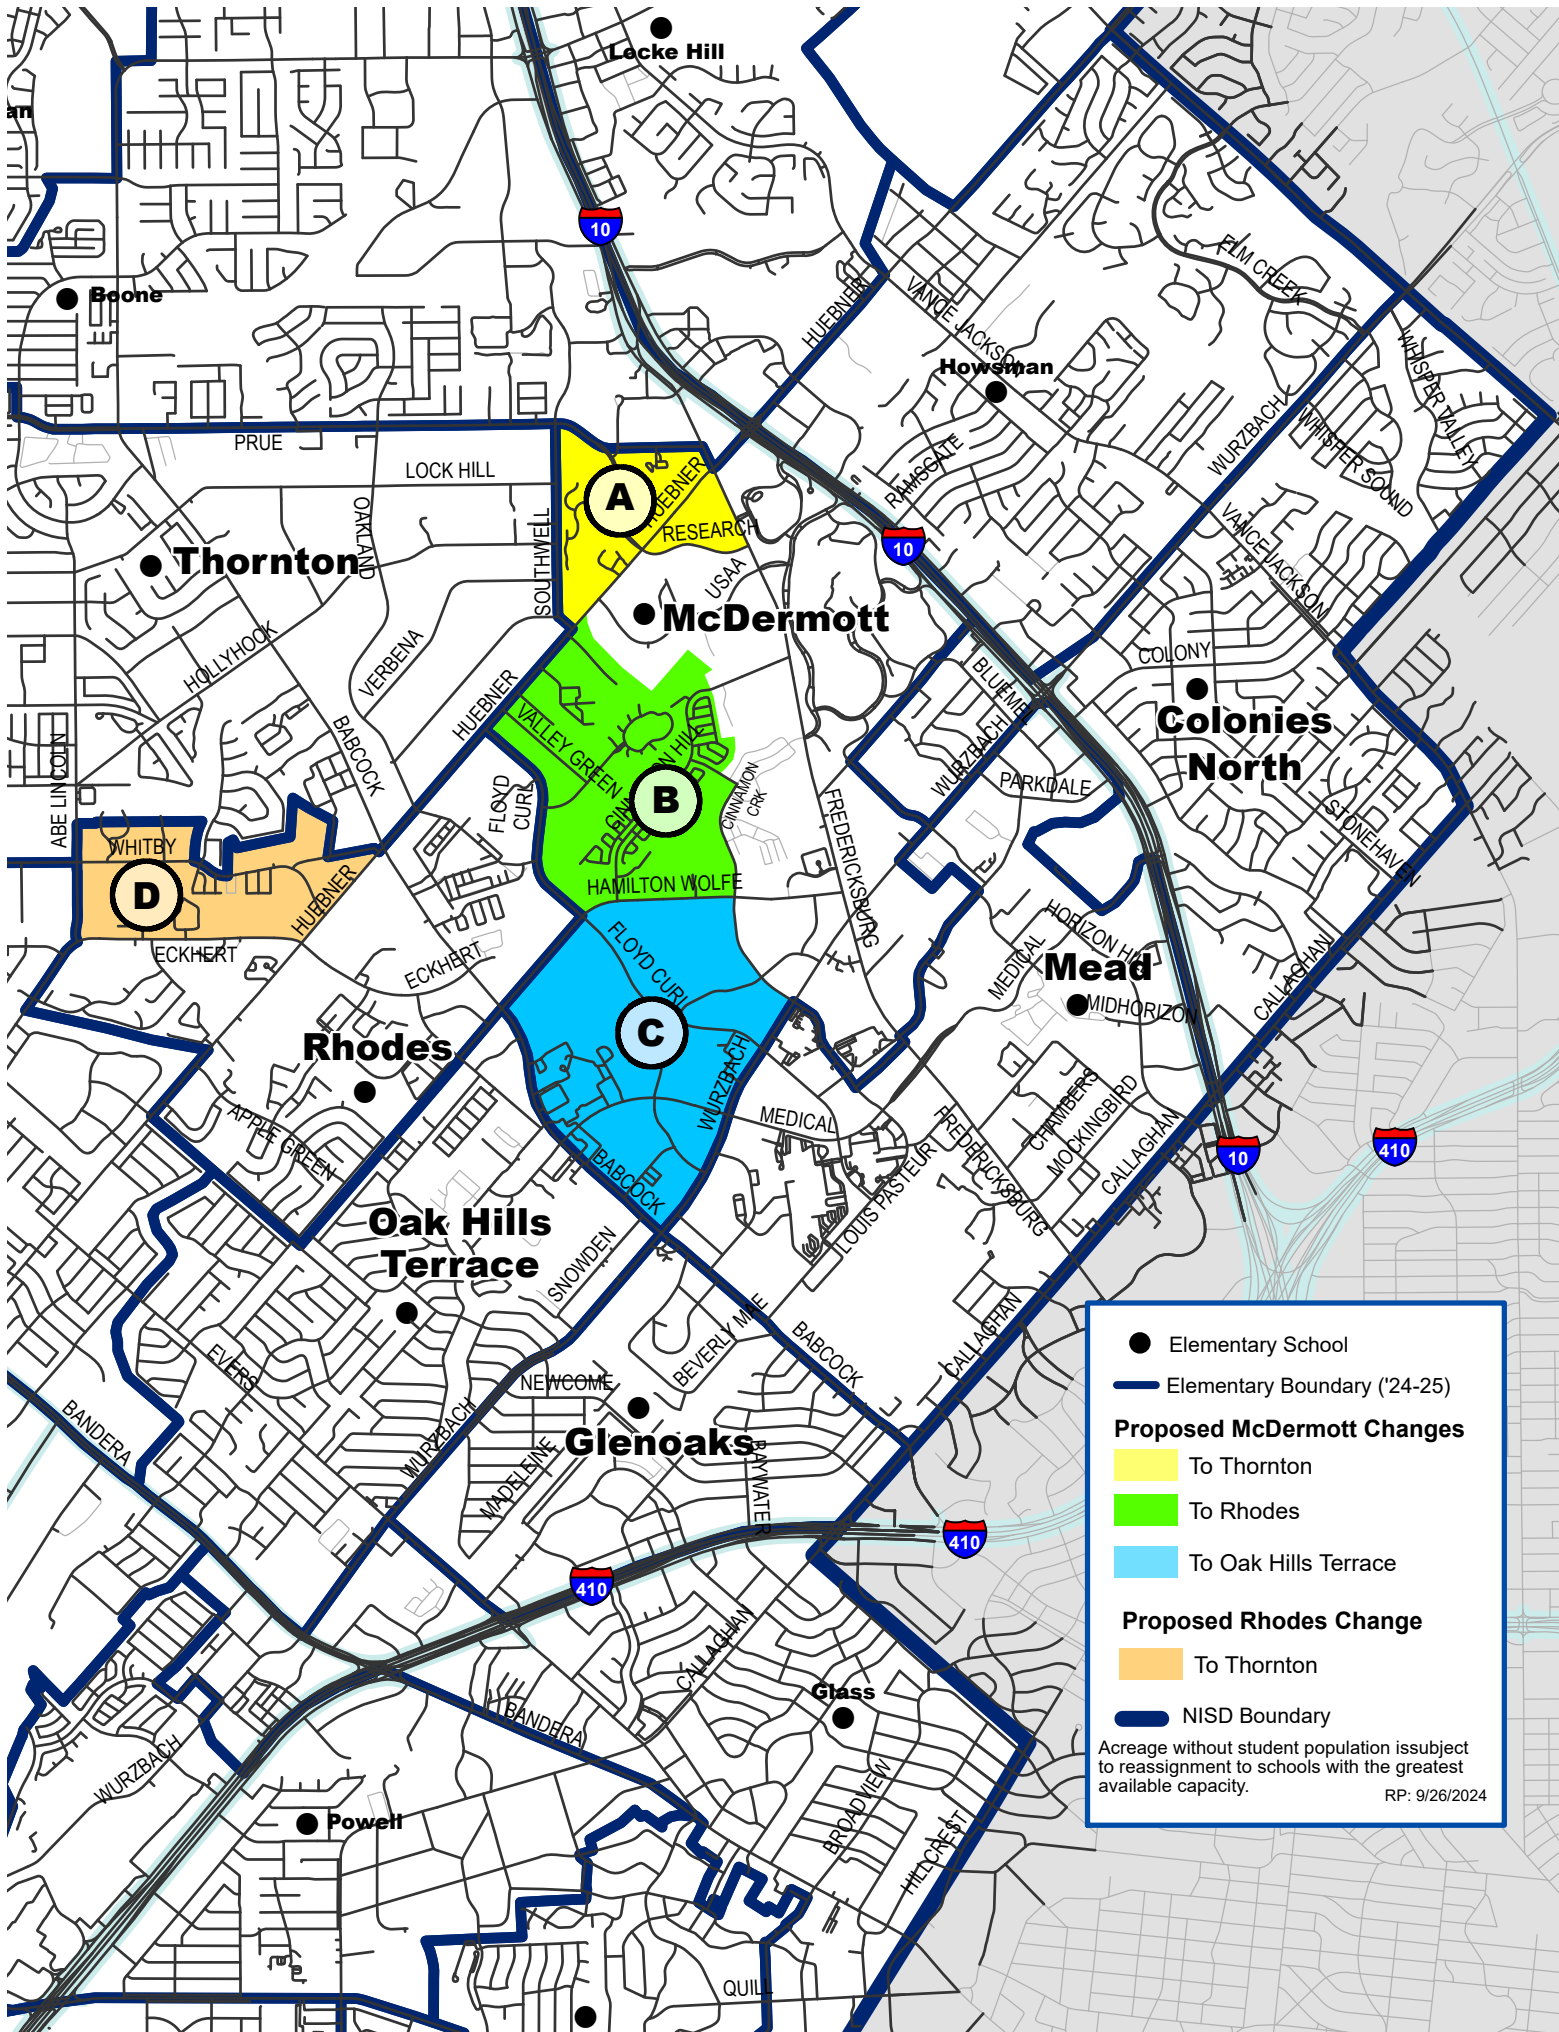 Locke Hill
an
10
Boone
ELM CREEK
HUEBNER
VANCE JACKSON
Howsman
WHISPER VALLEY
WURZBACH
WHISPER SOUND
PRUE
LOCK HILL
OAKLAND
A
HUEBNER
RESEARCH
RAMSGATE
10
VANCE JACKSON
SOUTHWELL
Thornton
USAA
McDermott
HOLLYHOCK
VERBENA
COLONY
HUEBNER
BLUEMEL
WURZBACH
Colonies
North
BABCOCK
ABE LINCOLN
VALLEY GREEN
FLOYD
CURL
B
CINNAMON
CRK
PARKDALE
STONEHAVEN
FREDERICKSBURG
WHITBY
D
HUEBNER
ECKHERT
HAMILTON WOLFE
ECKHERT
FLOYD CURL
HORIZON HILL
MEDICAL
Mead
MIDHORIZON
CALLAGHAN
C
Rhodes
WURZBACH
MEDICAL
APPLE GREEN
BABCOCK
LOUIS PASTEUR
FREDERICKSBURG
CHAMBERS
MOCKINGBIRD
CALLAGHAN
10
410
Oak Hills
Terrace
SNOWDEN
EVERS
BEVERLY MAE
BABCOCK
CALLAGHAN
NEWCOME
BANDERA
WURZBACH
MADELEINE
Glenoaks
BAYWATER
410
410
CALLAGHAN
Glass
BANDERA
WURZBACH
Powell
BROADVIEW
HILLCREST
QUILL
Elementary School
Elementary Boundary ('24-25)
Proposed McDermott Changes
To Thornton
To Rhodes
To Oak Hills Terrace
Proposed Rhodes Change
To Thornton
NISD Boundary
Acreage without student population issubject
to reassignment to schools with the greatest
available capacity.
RP: 9/26/2024